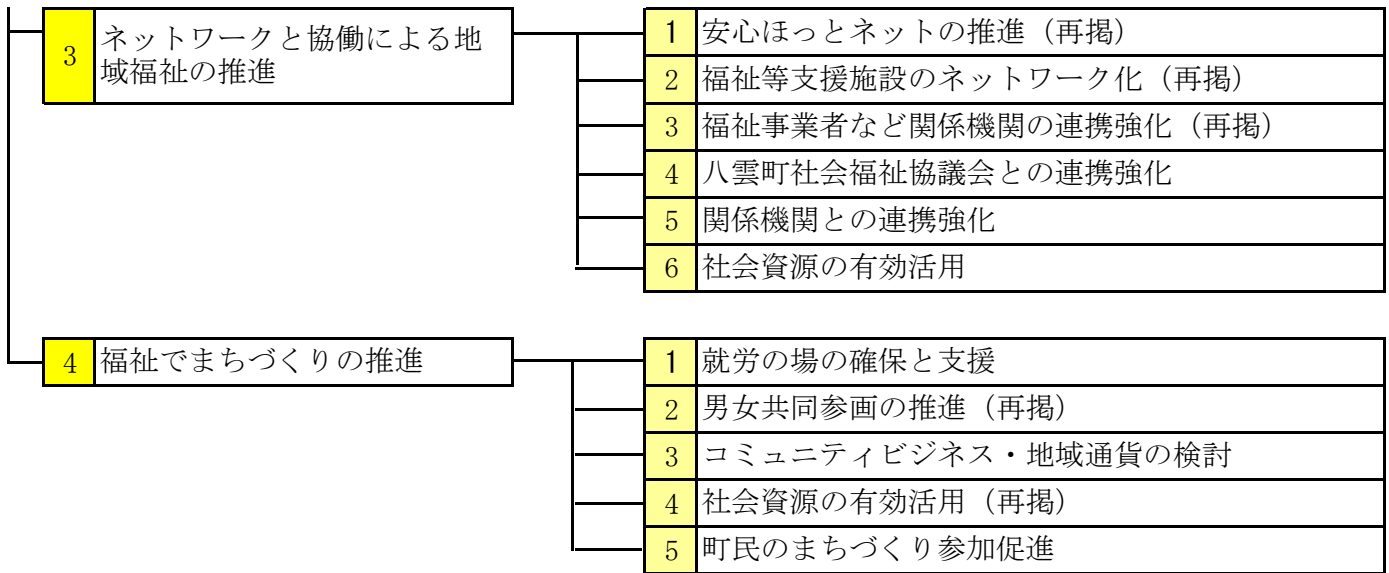 3
ネットワークと協働による地
域福祉の推進
1 安心ほっとネットの推進（再掲）
2 福祉等支援施設のネットワーク化（再掲）
3 福祉事業者など関係機関の連携強化（再掲）
4 八雲町社会福祉協議会との連携強化
5 関係機関との連携強化
6 社会資源の有効活用
4 福祉でまちづくりの推進
1 就労の場の確保と支援
2 男女共同参画の推進（再掲）
3 コミュニティビジネス・地域通貨の検討
4 社会資源の有効活用（再掲）
5 町民のまちづくり参加促進